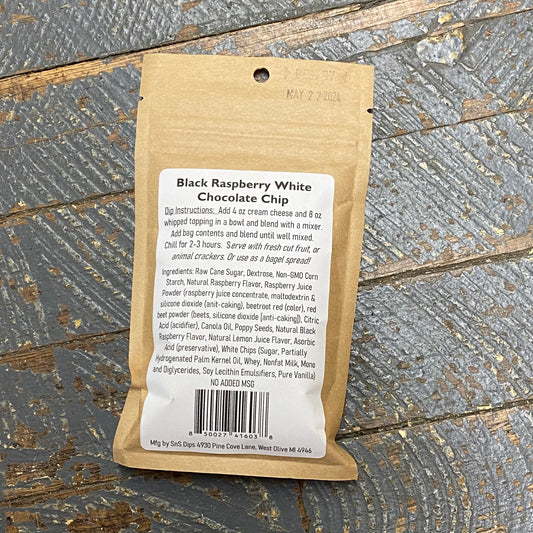 MAY 2 7 2024
Black Raspberry White
Chocolate Chip
Dip Instructions: Add 4 oz cream cheese and 8 oz
whipped topping in a bowl and blend with a mixer.
Add bag contents and blend until well mixed.
Chill for 2-3 hours. Serve with fresh cut fruit, or
animal crackers. Or use as a bagel spread!
Ingredients: Raw Cane Sugar, Dextrose, Non-GMO Corn
Starch, Natural Raspberry Flavor, Raspberry Juice
Powder (raspberry juice concentrate, maltodextrin &
silicone dioxide (anit-caking), beetroot red (color), red
beet powder (beets, silicone dioxide [anti-caking]), Citric
Acid (acidifier), Canola Oil, Poppy Seeds, Natural Black
Raspberry Flavor, Natural Lemon Juice Flavor, Asorbic
Acid (preservative), White Chips (Sugar, Partially
Hydrogenated Palm Kernel Oil, Whey, Nonfat Milk, Mono
and Diglycerides, Soy Lecithin Emulsifiers, Pure Vanilla)
NO ADDED MSG
8 50027 41603 8
Mfg by SnS Dips 4930 Pine Cove Lane, West Olive MI 4946